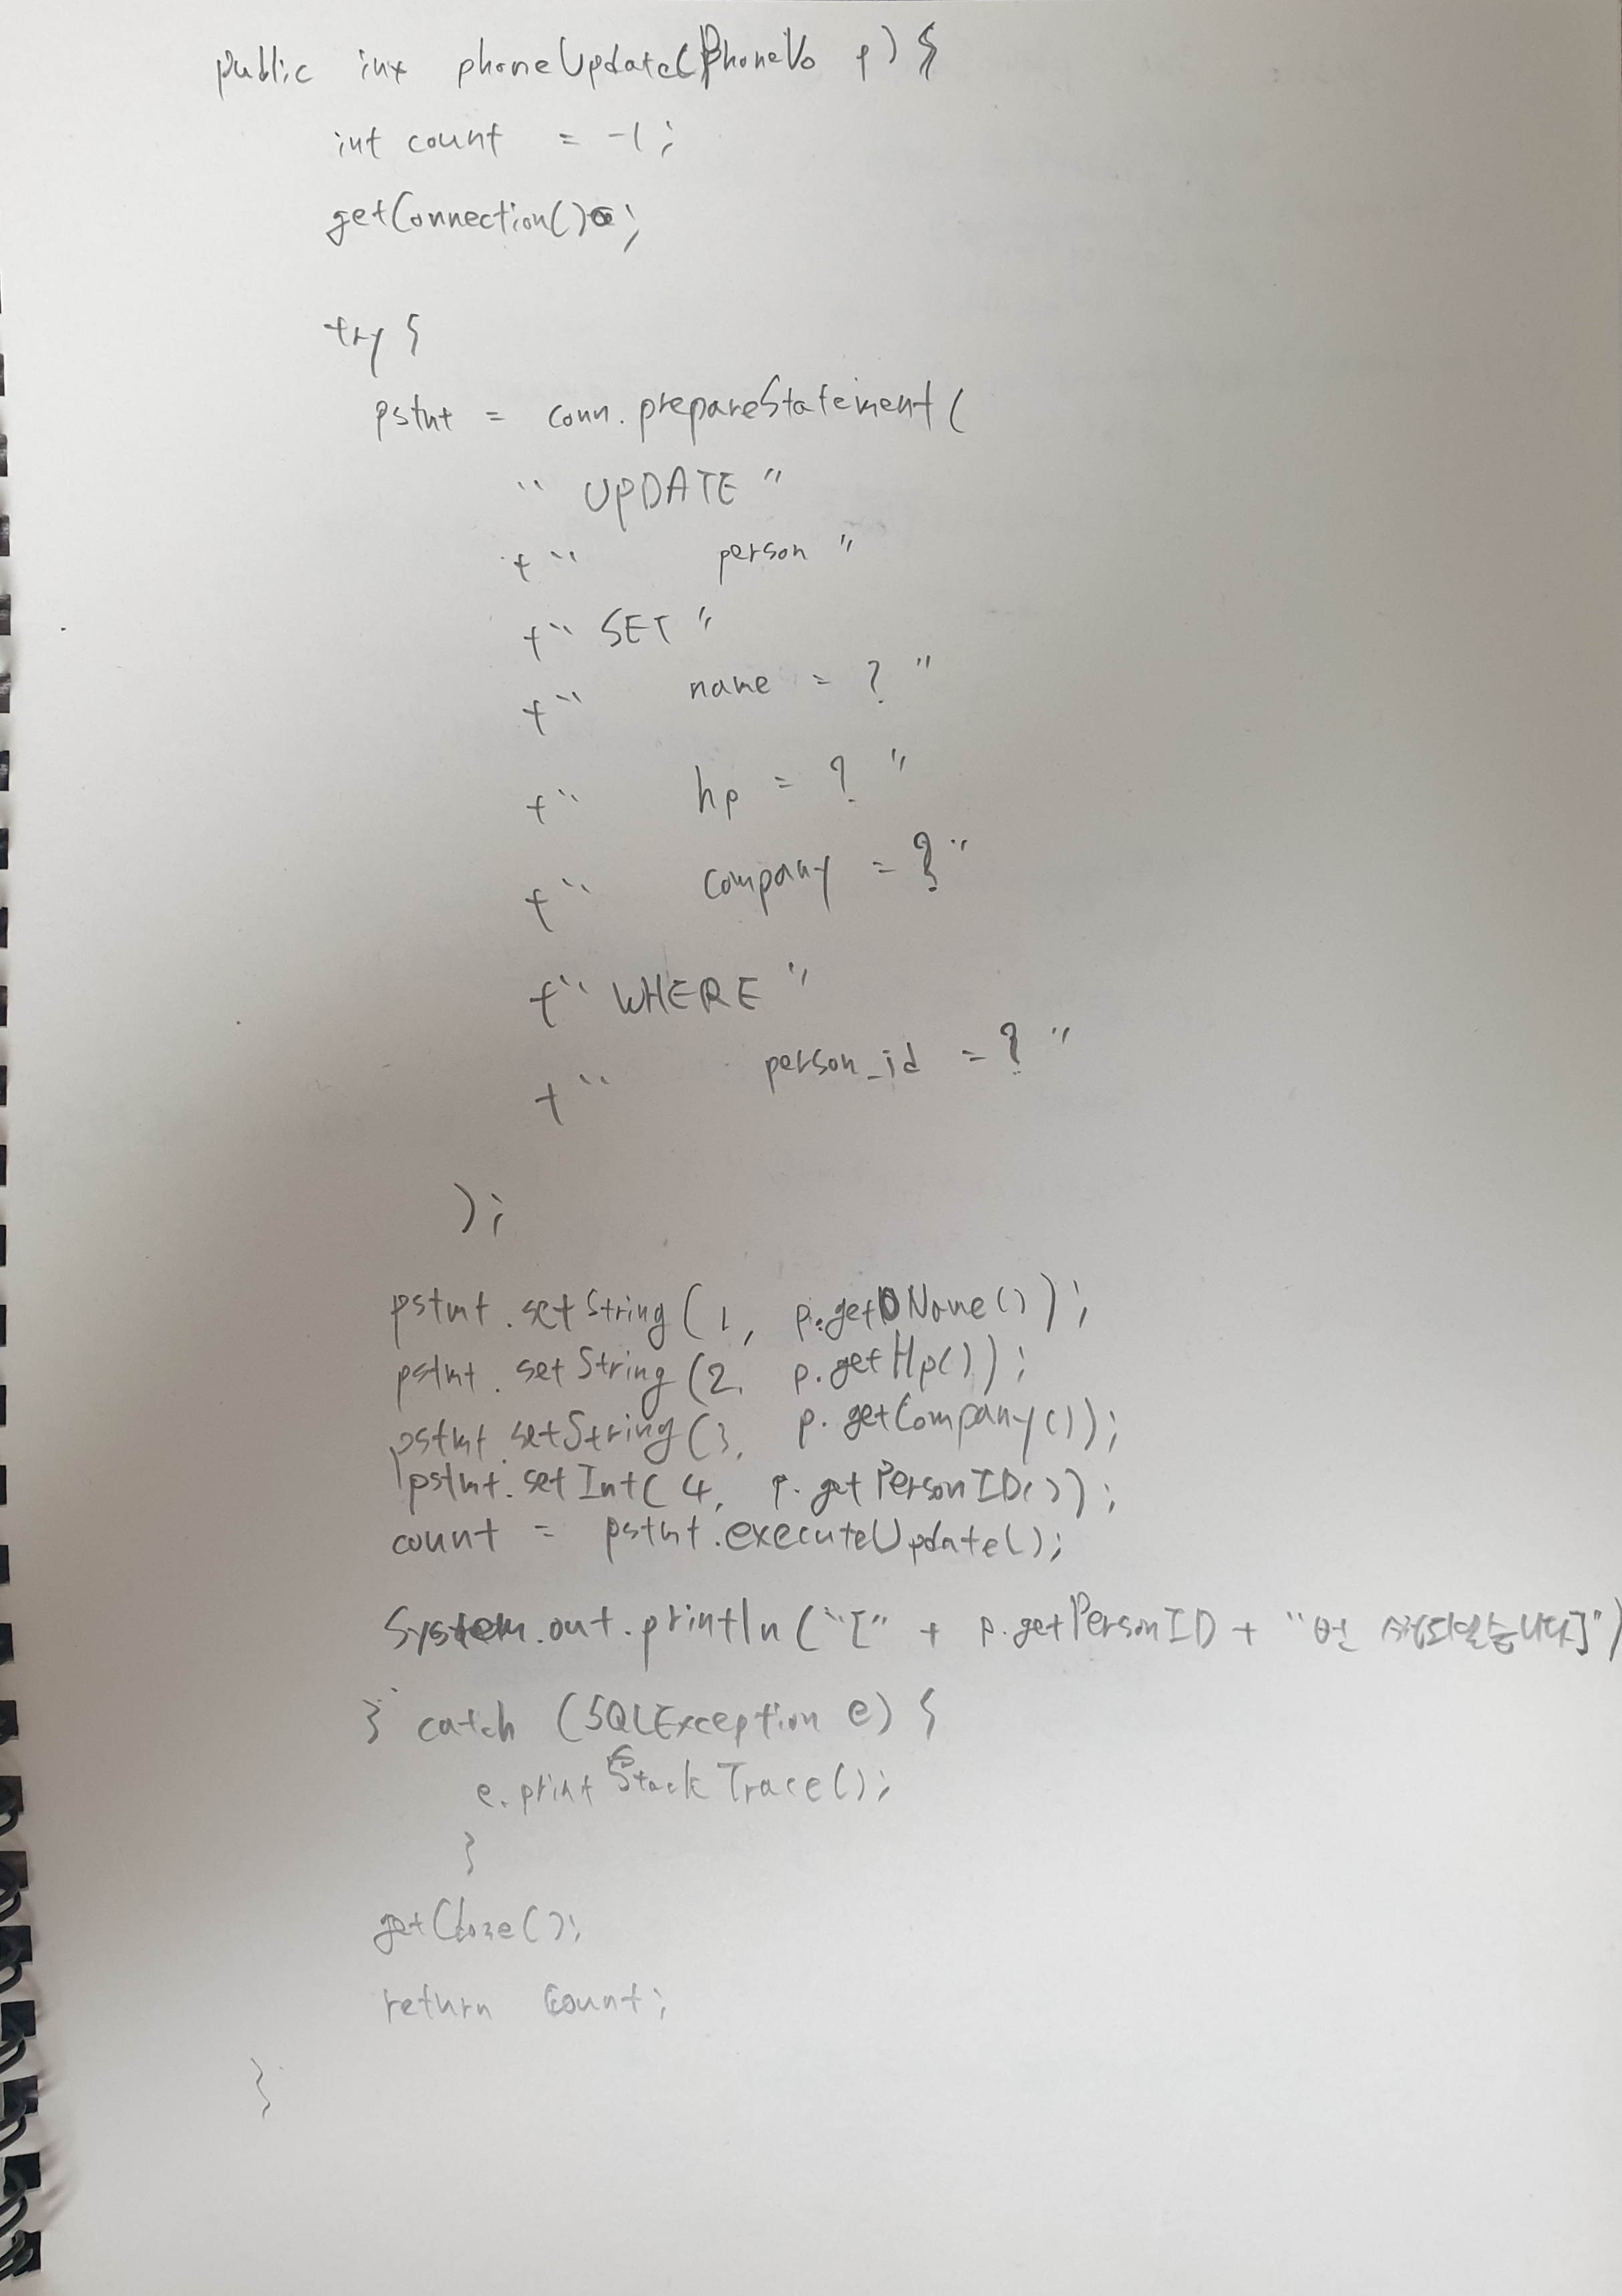 public int phoneUpdate(PhoneVo p) {
int count = -1;
getConnection();
try {
pstmt = conn.prepareStatement(
" UPDATE "
+ " person "
+ " SET "
+ " name = ? "
+ " hp = ? "
+ " company = ? "
+ " WHERE "
+ " person_id = ? "
);
pstmt.setString(1, p.getName());
pstmt.setString(2, p.getHp());
pstmt.setString(3, p.getCompany());
pstmt.setInt(4, p.getPersonID());
count = pstmt.executeUpdate();
System.out.println("[" + p.getPersonID + "번 되었습니다]")
} catch (SQLException e) {
e.printStackTrace();
}
getClose();
return count;
}